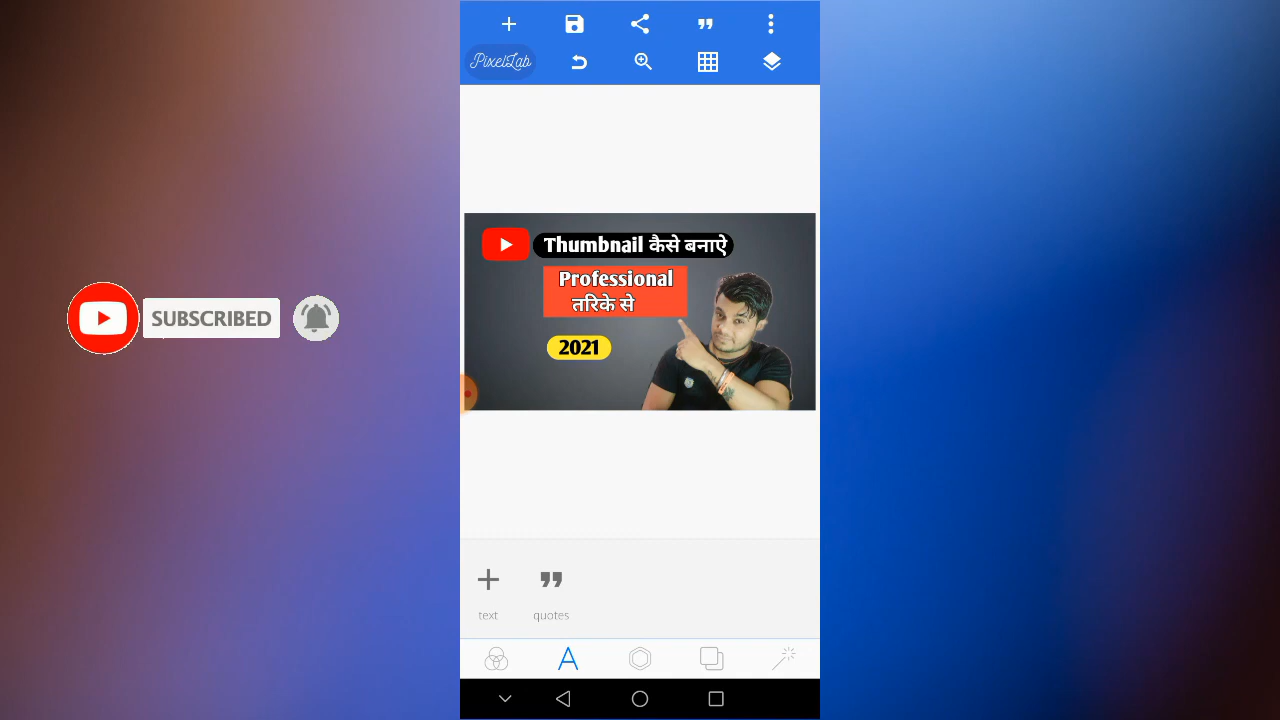 PixelLab
Thumbnail कैसे बनाऐ
Professional
तरिके से
2021
SUBSCRIBED
text
quotes